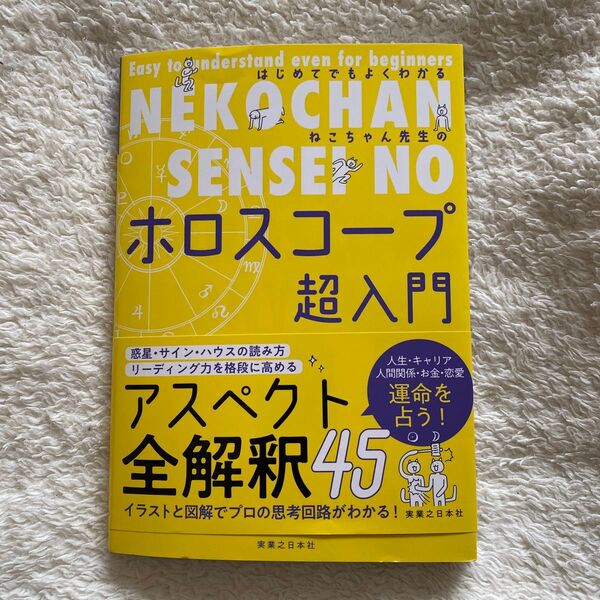 Easy to understand even for beginners
はじめてでもよくわかる
NEKOCHAN
ねこちゃん先生の
SENSEI NO
ホロスコープ
超入門
惑星・サイン・ハウスの読み方
リーディング力を格段に高める
アスペクト
全解釈45
人生・キャリア
人間関係・お金・恋愛
運命を
占う!
イラストと図解でプロの思考回路がわかる!
実業之日本社
実業之日本社